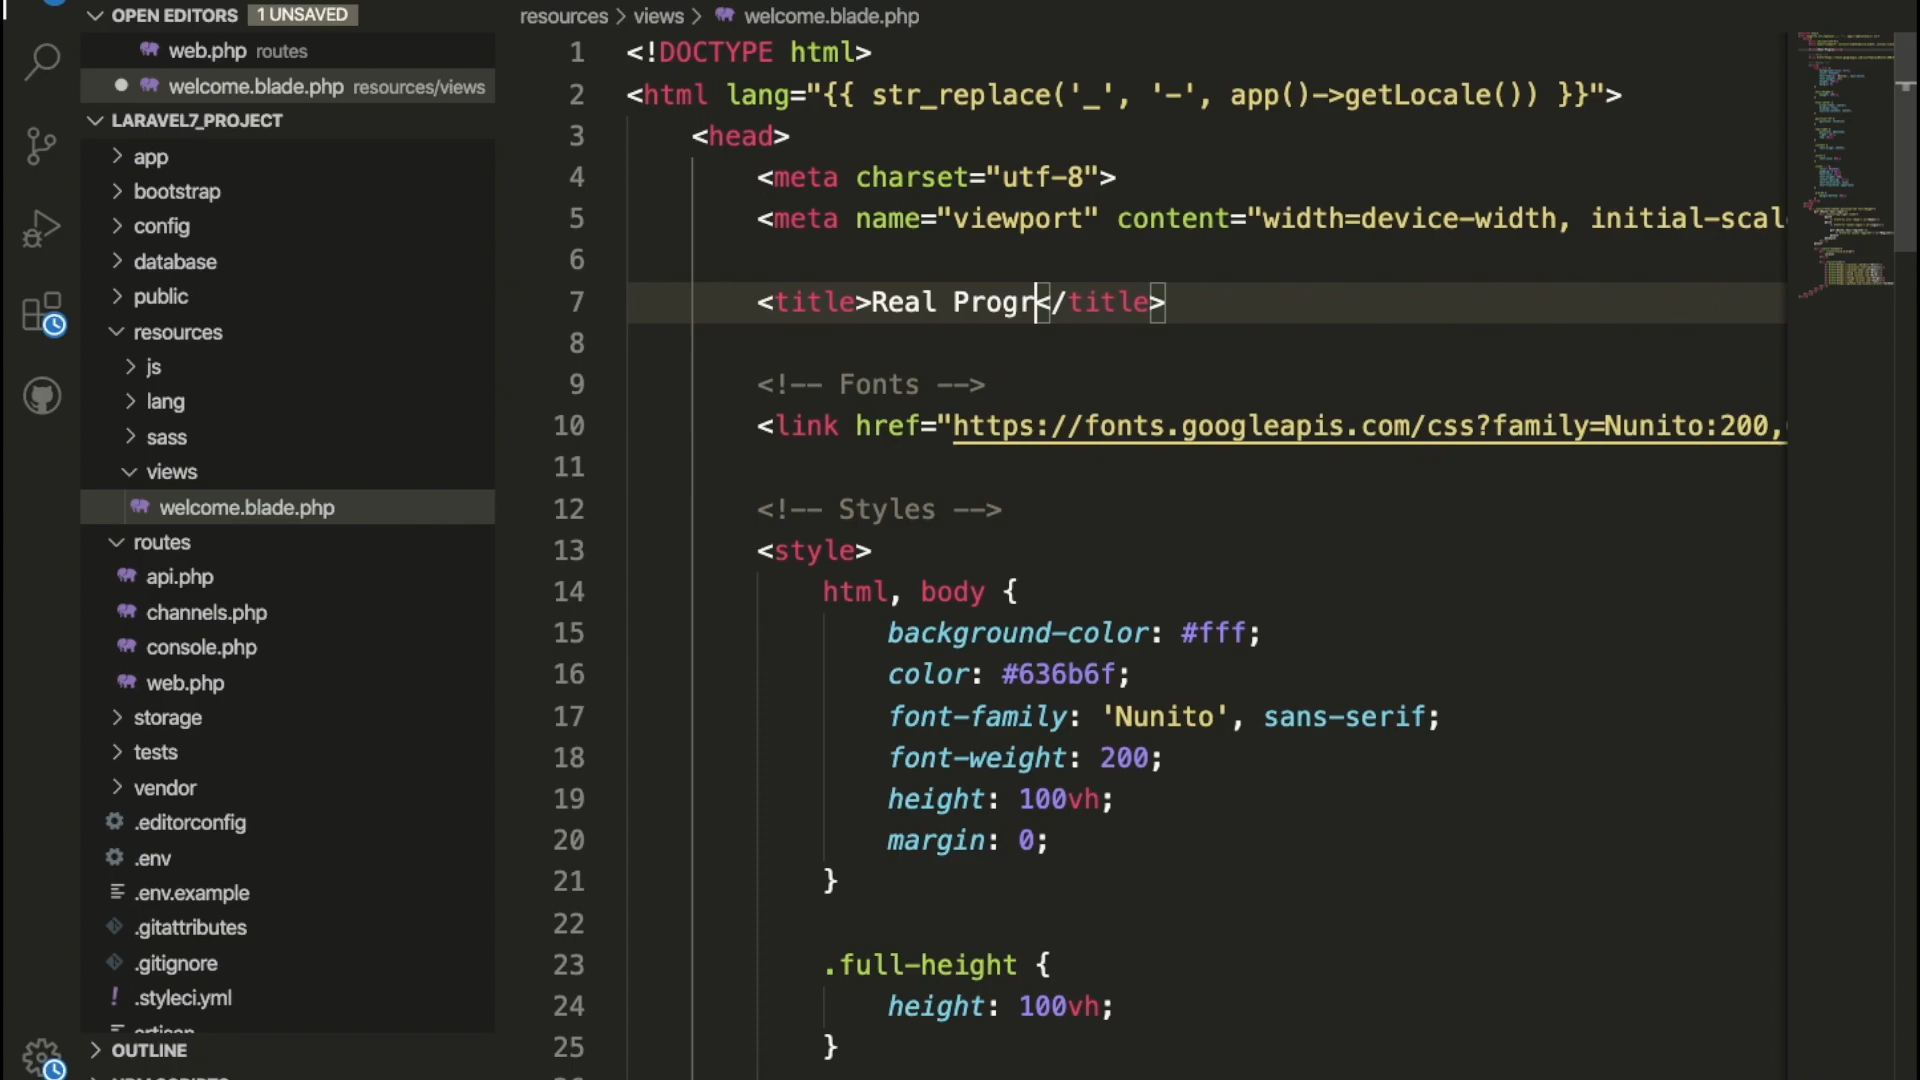 OPEN EDITORS 1 UNSAVED
web.php routes
welcome.blade.php resources/views
LARAVEL7_PROJECT
app
bootstrap
config
database
public
resources
js
lang
sass
views
welcome.blade.php
routes
api.php
channels.php
console.php
web.php
storage
tests
vendor
.editorconfig
.env
.env.example
.gitattributes
.gitignore
.styleci.yml
artisan
OUTLINE
NPM SCRIPTS
resources > views > welcome.blade.php
1 <!DOCTYPE html>
2 <html lang="{{ str_replace('_', '-', app()->getLocale()) }}">
3 <head>
4 <meta charset="utf-8">
5 <meta name="viewport" content="width=device-width, initial-scal
6
7 <title>Real Progr</title>
8
9 <!-- Fonts -->
10 <link href="https://fonts.googleapis.com/css?family=Nunito:200,
11
12 <!-- Styles -->
13 <style>
14 html, body {
15 background-color: #fff;
16 color: #636b6f;
17 font-family: 'Nunito', sans-serif;
18 font-weight: 200;
19 height: 100vh;
20 margin: 0;
21 }
22
23 .full-height {
24 height: 100vh;
25 }